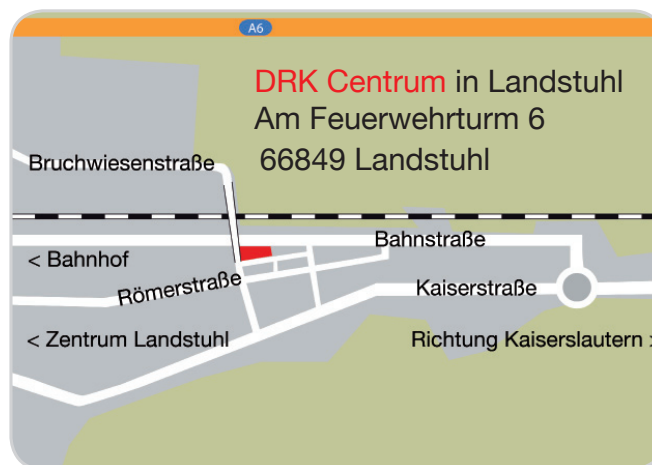 A6
DRK Centrum in Landstuhl
Am Feuerwehrturm 6
66849 Landstuhl
Bruchwiesenstraße
Bahnstraße
< Bahnhof
Römerstraße
Kaiserstraße
< Zentrum Landstuhl
Richtung Kaiserslautern >